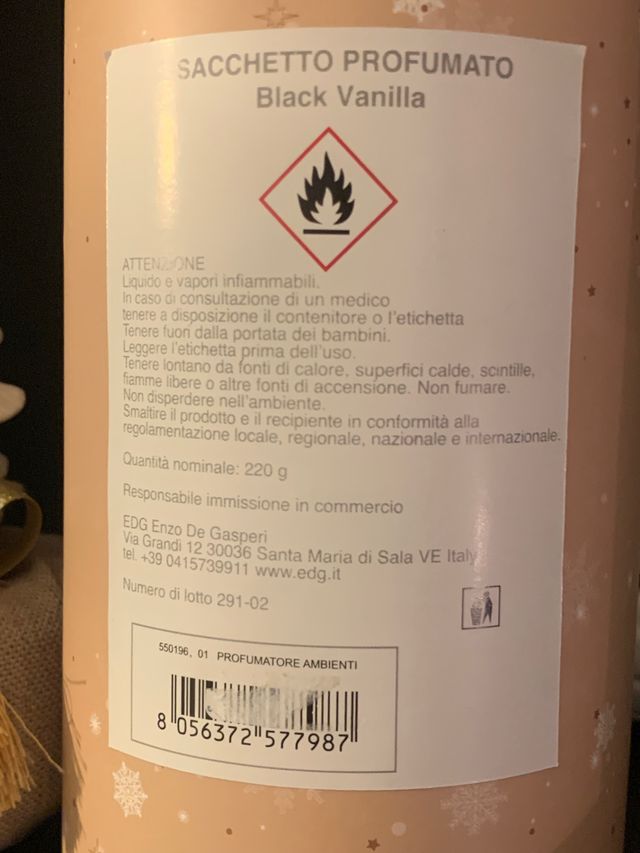 SACCHETTO PROFUMATO
Black Vanilla
ATTENZIONE
Liquido e vapori infiammabili.
In caso di consultazione di un medico
tenere a disposizione il contenitore o l'etichetta
Tenere fuori dalla portata dei bambini.
Leggere l'etichetta prima dell'uso.
Tenere lontano da fonti di calore, superfici calde, scintille,
fiamme libere o altre fonti di accensione. Non fumare.
Non disperdere nell'ambiente.
Smaltire il prodotto e il recipiente in conformità alla
regolamentazione locale, regionale, nazionale e internazionale.
Quantità nominale: 220 g
Responsabile immissione in commercio
EDG Enzo De Gasperi
Via Grandi 12 30036 Santa Maria di Sala VE Italy
tel. +39 0415739911 www.edg.it
Numero di lotto 291-02
550196, 01 PROFUMATORE AMBIENTI
8 056372 577987